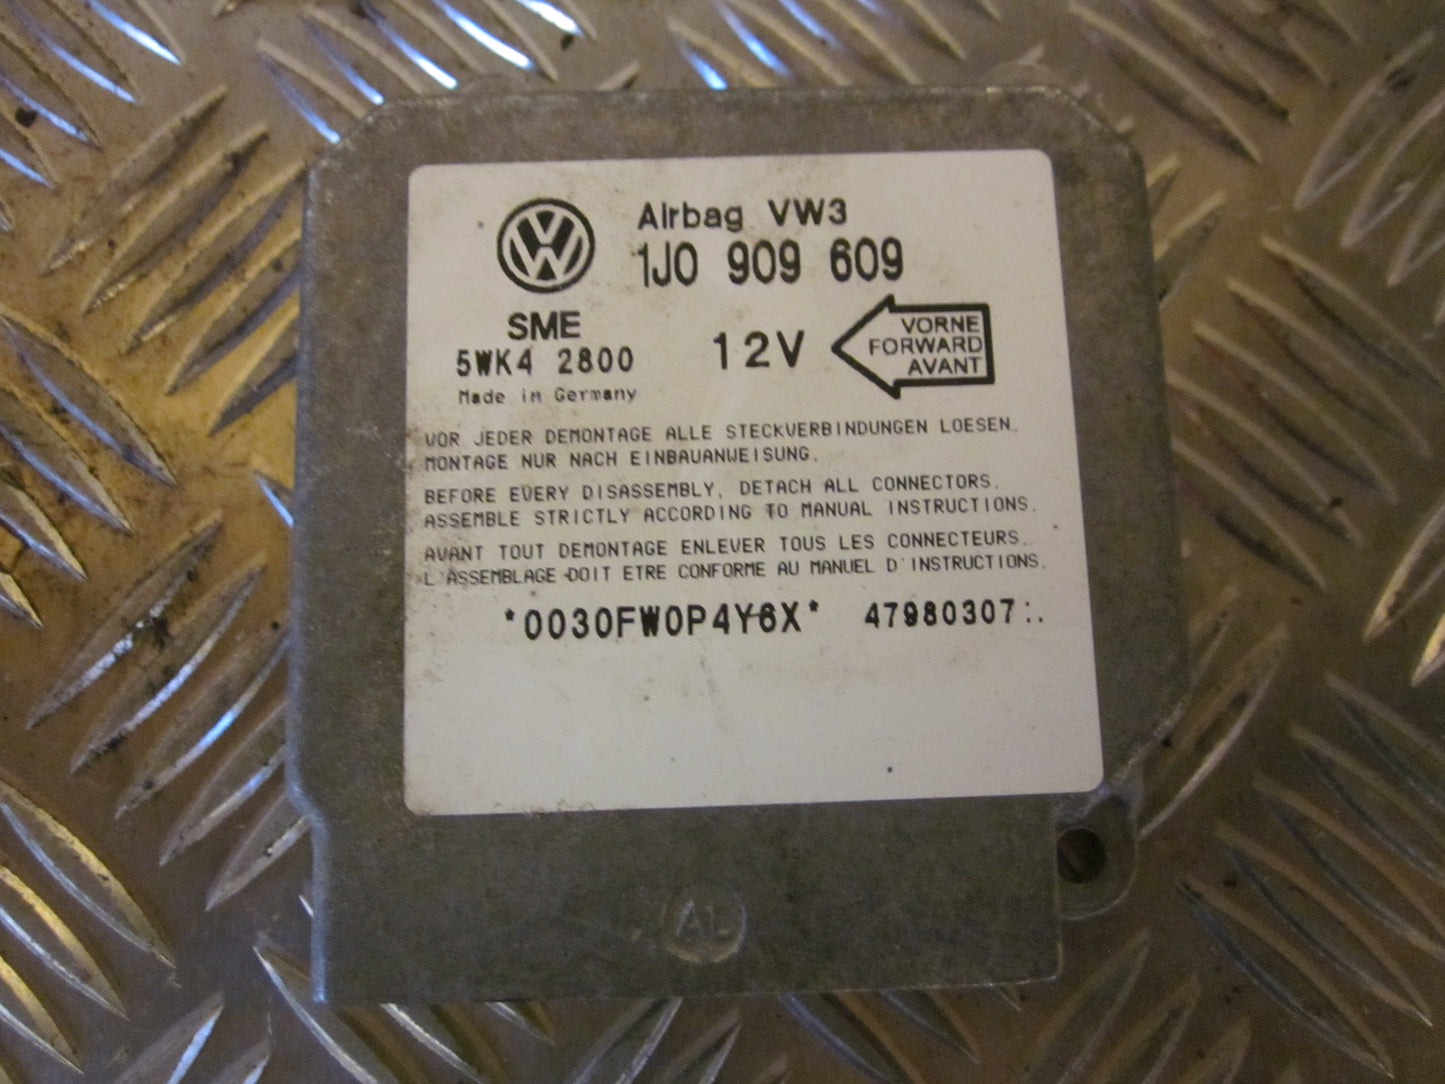 Airbag VW3
1J0 909 609
SME
5WK4 2800
Made in Germany
12V
VORNE
FORWARD
AVANT
VOR JEDER DEMONTAGE ALLE STECKVERBINDUNGEN LOESEN.
MONTAGE NUR NACH EINBAUANWEISUNG.
BEFORE EVERY DISASSEMBLY, DETACH ALL CONNECTORS.
ASSEMBLE STRICTLY ACCORDING TO MANUAL INSTRUCTIONS.
AVANT TOUT DEMONTAGE ENLEVER TOUS LES CONNECTEURS.
L'ASSEMBLAGE DOIT ETRE CONFORME AU MANUEL D'INSTRUCTIONS.
*0030FW0P4Y6X* 47980307:.
AL